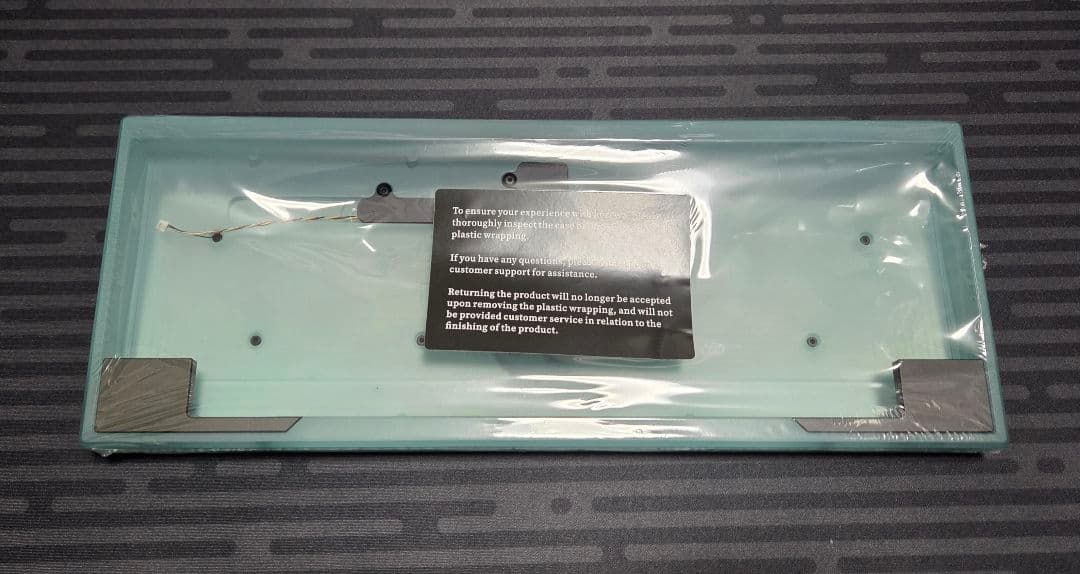 To ensure your experience with
thoroughly inspect the case
plastic wrapping.
If you have any questions,
customer support for assistance.
Returning the product will no longer be accepted
upon removing the plastic wrapping, and will not
be provided customer service in relation to the
finishing of the product.